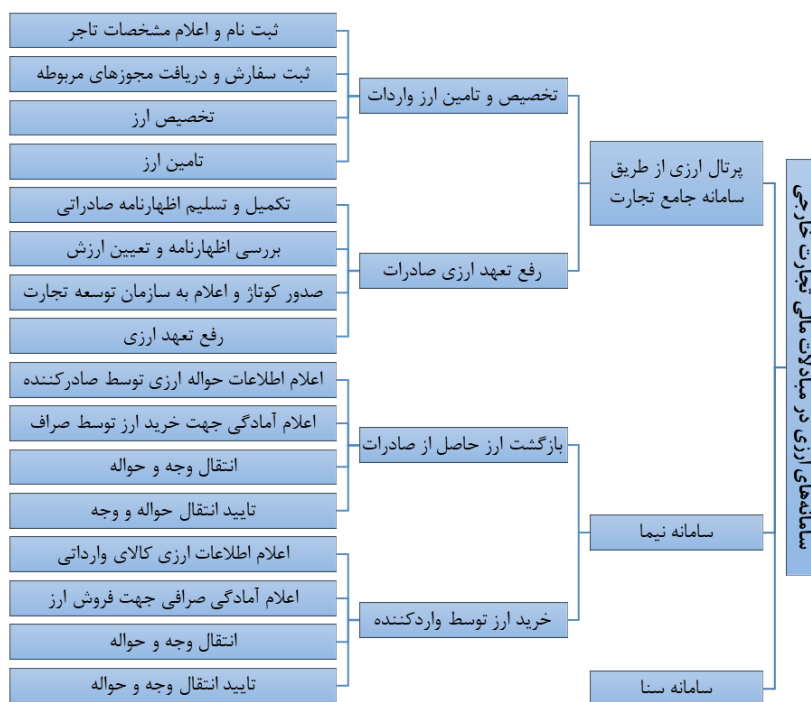 سامانه‌های ارزی در مبادلات مالی تجارت خارجی
پرتال ارزی از طریق
سامانه جامع تجارت
تخصیص و تامین ارز واردات
ثبت نام و اعلام مشخصات تاجر
ثبت سفارش و دریافت مجوزهای مربوطه
تخصیص ارز
تامین ارز
رفع تعهد ارزی صادرات
تکمیل و تسلیم اظهارنامه صادراتی
بررسی اظهارنامه و تعیین ارزش
صدور کوتاژ و اعلام به سازمان توسعه تجارت
رفع تعهد ارزی
سامانه نیما
بازگشت ارز حاصل از صادرات
اعلام اطلاعات حواله ارزی توسط صادرکننده
اعلام آمادگی جهت خرید ارز توسط صراف
انتقال وجه و حواله
تایید انتقال حواله و وجه
خرید ارز توسط واردکننده
اعلام اطلاعات ارزی کالای وارداتی
اعلام آمادگی صرافی جهت فروش ارز
انتقال وجه و حواله
تایید انتقال وجه و حواله
سامانه سنا